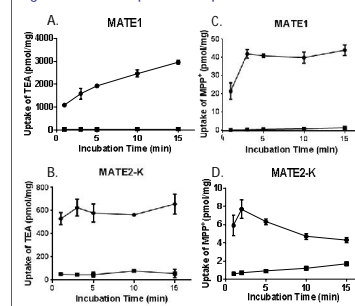 A.
MATE1
Uptake of TEA (pmol/mg)
4000
3000
2000
1000
0
0
5
10
15
Incubation Time (min)
C.
MATE1
Uptake of MPP⁺ (pmol/mg)
50
40
30
20
10
0
5
10
15
Incubation Time (min)
B.
MATE2-K
Uptake of TEA (pmol/mg)
800
600
400
200
0
0
5
10
15
Incubation Time (min)
D.
MATE2-K
Uptake of MPP⁺ (pmol/mg)
10
8
6
4
2
0
0
5
10
15
Incubation Time (min)